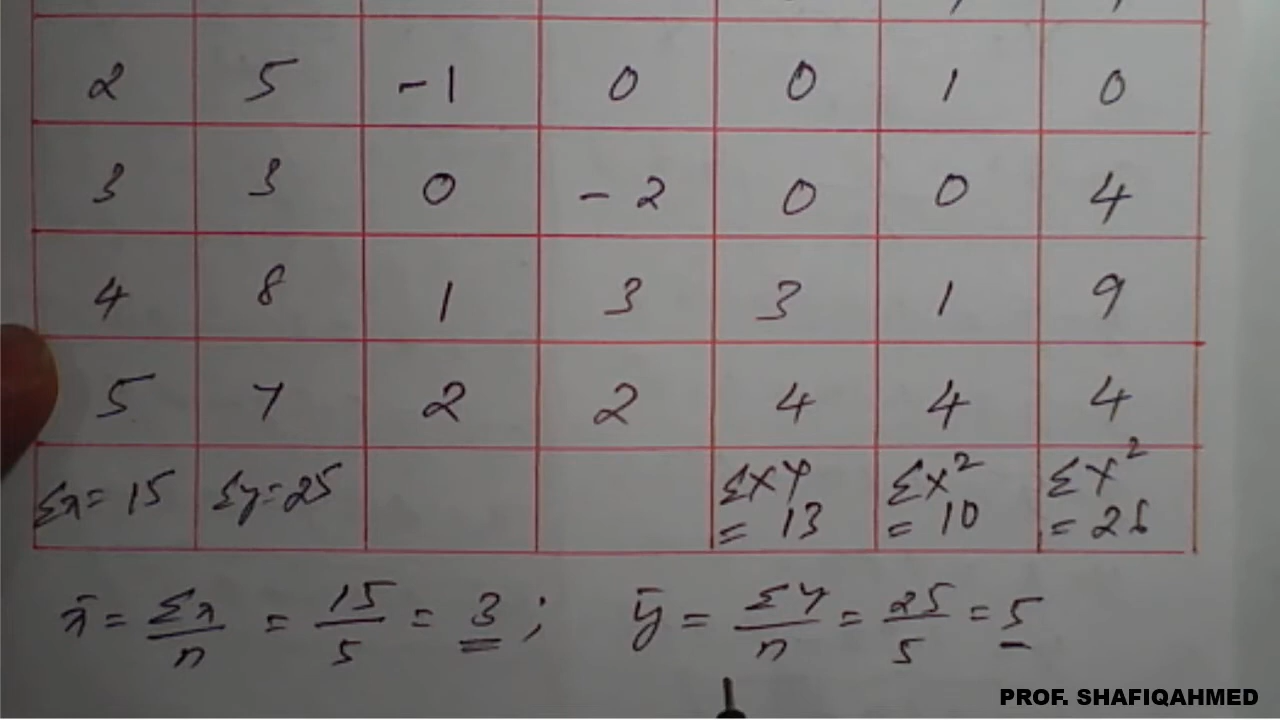 2 5 -1 0 0 1 0
3 3 0 -2 0 0 4
4 8 1 3 3 1 9
5 7 2 2 4 4 4
Σx = 15 Σy = 25 ΣXY = 13 ΣX² = 10 ΣY² = 26
x̄ = Σx/n = 15/5 = 3 ; ȳ = Σy/n = 25/5 = 5
PROF. SHAFIQAHMED